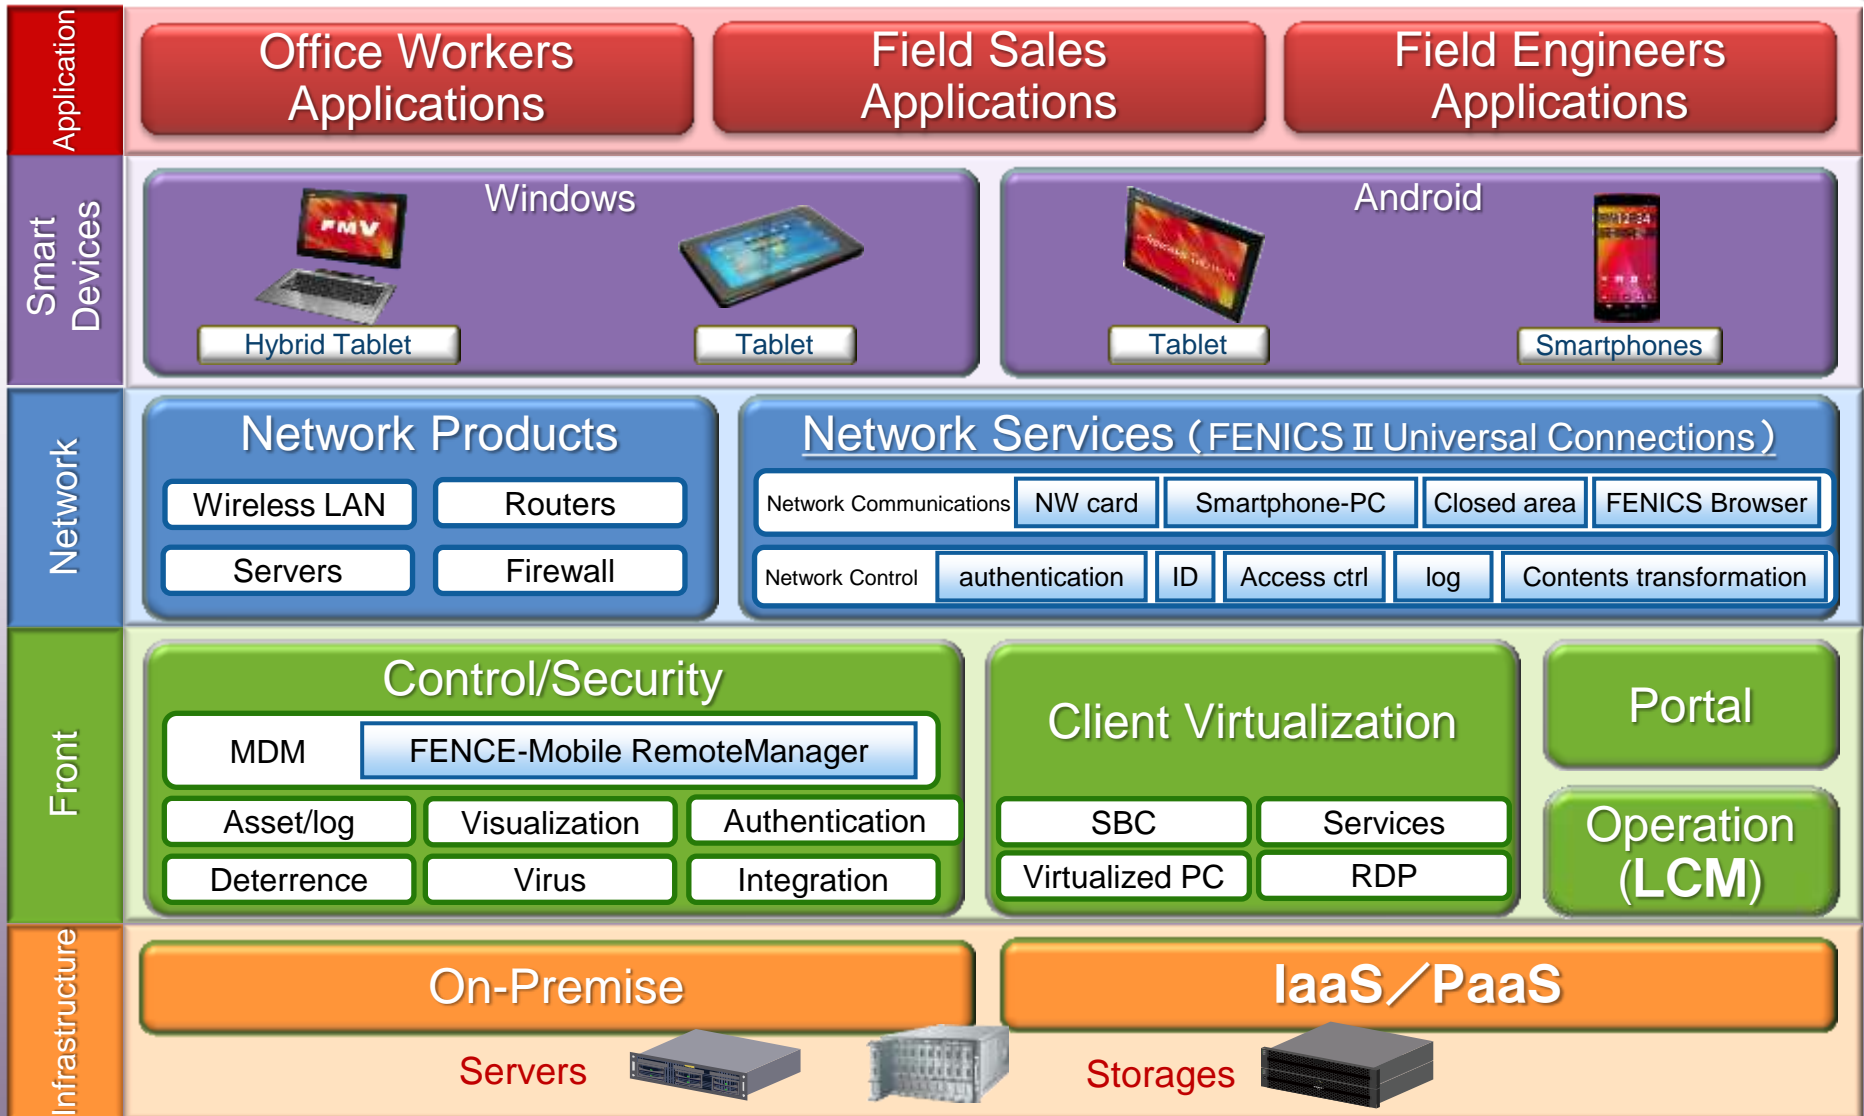 Application
Office Workers
Applications
Field Sales
Applications
Field Engineers
Applications
Smart
Devices
Windows
FMV
Hybrid Tablet
Tablet
Android
Tablet
Smartphones
Network
Network Products
Wireless LAN
Routers
Servers
Firewall
Network Services（FENICSⅡUniversal Connections）
Network Communications NW card Smartphone-PC Closed area FENICS Browser
Network Control authentication ID Access ctrl log Contents transformation
Front
Control/Security
MDM FENCE-Mobile RemoteManager
Asset/log Visualization Authentication
Deterrence Virus Integration
Client Virtualization
SBC Services
Virtualized PC RDP
Portal
Operation
(LCM)
Infrastructure
On-Premise
IaaS／PaaS
Servers
Storages